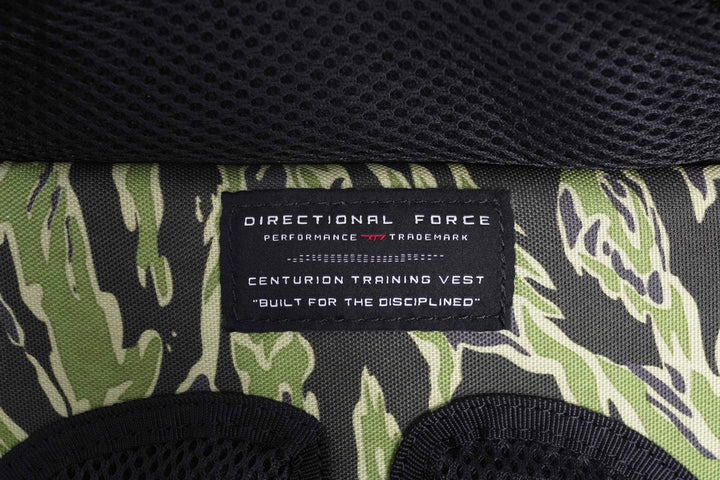 DIRECTIONAL FORCE
PERFORMANCE TRADEMARK
CENTURION TRAINING VEST
"BUILT FOR THE DISCIPLINED"